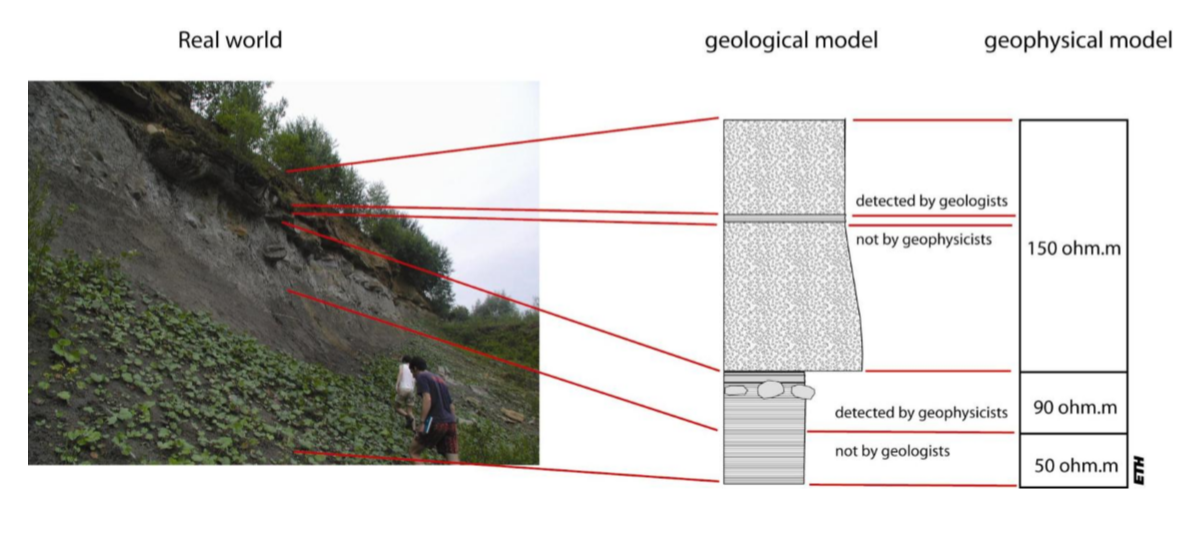 Real world
geological model
geophysical model
detected by geologists
not by geophysicists
150 ohm.m
detected by geophysicists
90 ohm.m
not by geologists
50 ohm.m
ETH